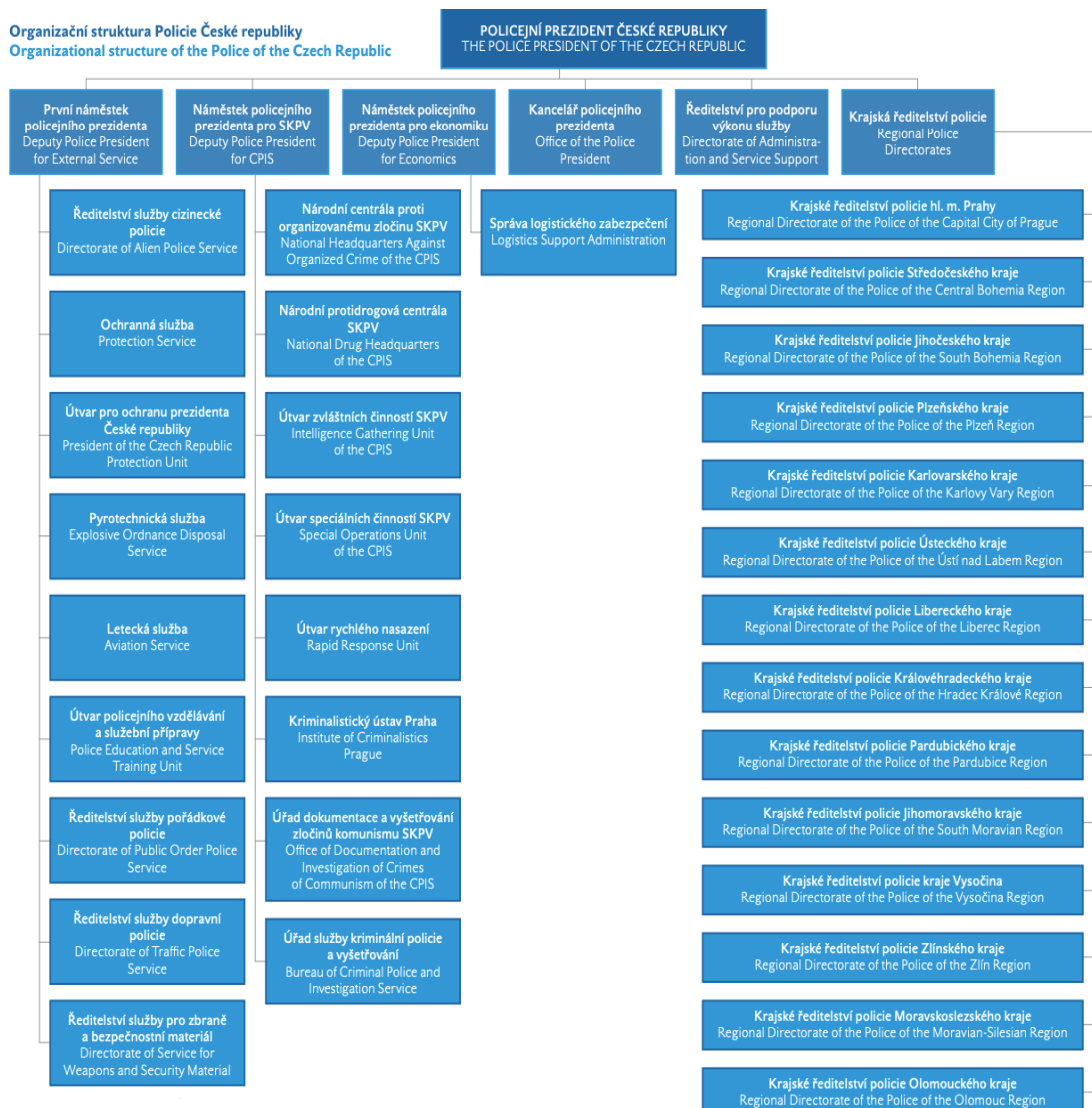 Organizační struktura Policie České republiky
Organizational structure of the Police of the Czech Republic
POLICEJNÍ PREZIDENT ČESKÉ REPUBLIKY
THE POLICE PRESIDENT OF THE CZECH REPUBLIC
První náměstek
policejního prezidenta
Deputy Police President
for External Service
Náměstek policejního
prezidenta pro SKPV
Deputy Police President
for CPIS
Náměstek policejního
prezidenta pro ekonomiku
Deputy Police President
for Economics
Kancelář policejního
prezidenta
Office of the Police
President
Ředitelství pro podporu
výkonu služby
Directorate of Administra-
tion and Service Support
Krajská ředitelství policie
Regional Police
Directorates
Ředitelství služby cizinecké
policie
Directorate of Alien Police Service
Ochranná služba
Protection Service
Útvar pro ochranu prezidenta
České republiky
President of the Czech Republic
Protection Unit
Pyrotechnická služba
Explosive Ordnance Disposal
Service
Letecká služba
Aviation Service
Útvar policejního vzdělávání
a služební přípravy
Police Education and Service
Training Unit
Ředitelství služby pořádkové
policie
Directorate of Public Order Police
Service
Ředitelství služby dopravní
policie
Directorate of Traffic Police
Service
Ředitelství služby pro zbraně
a bezpečnostní materiál
Directorate of Service for
Weapons and Security Material
Národní centrála proti
organizovanému zločinu SKPV
National Headquarters Against
Organized Crime of the CPIS
Národní protidrogová centrála
SKPV
National Drug Headquarters
of the CPIS
Útvar zvláštních činností SKPV
Intelligence Gathering Unit
of the CPIS
Útvar speciálních činností SKPV
Special Operations Unit
of the CPIS
Útvar rychlého nasazení
Rapid Response Unit
Kriminalistický ústav Praha
Institute of Criminalistics
Prague
Úřad dokumentace a vyšetřování
zločinů komunismu SKPV
Office of Documentation and
Investigation of Crimes
of Communism of the CPIS
Úřad služby kriminální policie
a vyšetřování
Bureau of Criminal Police and
Investigation Service
Správa logistického zabezpečení
Logistics Support Administration
Krajské ředitelství policie hl. m. Prahy
Regional Directorate of the Police of the Capital City of Prague
Krajské ředitelství policie Středočeského kraje
Regional Directorate of the Police of the Central Bohemia Region
Krajské ředitelství policie Jihočeského kraje
Regional Directorate of the Police of the South Bohemia Region
Krajské ředitelství policie Plzeňského kraje
Regional Directorate of the Police of the Plzeň Region
Krajské ředitelství policie Karlovarského kraje
Regional Directorate of the Police of the Karlovy Vary Region
Krajské ředitelství policie Ústeckého kraje
Regional Directorate of the Police of the Ústí nad Labem Region
Krajské ředitelství policie Libereckého kraje
Regional Directorate of the Police of the Liberec Region
Krajské ředitelství policie Královéhradeckého kraje
Regional Directorate of the Police of the Hradec Králové Region
Krajské ředitelství policie Pardubického kraje
Regional Directorate of the Police of the Pardubice Region
Krajské ředitelství policie Jihomoravského kraje
Regional Directorate of the Police of the South Moravian Region
Krajské ředitelství policie kraje Vysočina
Regional Directorate of the Police of the Vysočina Region
Krajské ředitelství policie Zlínského kraje
Regional Directorate of the Police of the Zlín Region
Krajské ředitelství policie Moravskoslezského kraje
Regional Directorate of the Police of the Moravian-Silesian Region
Krajské ředitelství policie Olomouckého kraje
Regional Directorate of the Police of the Olomouc Region